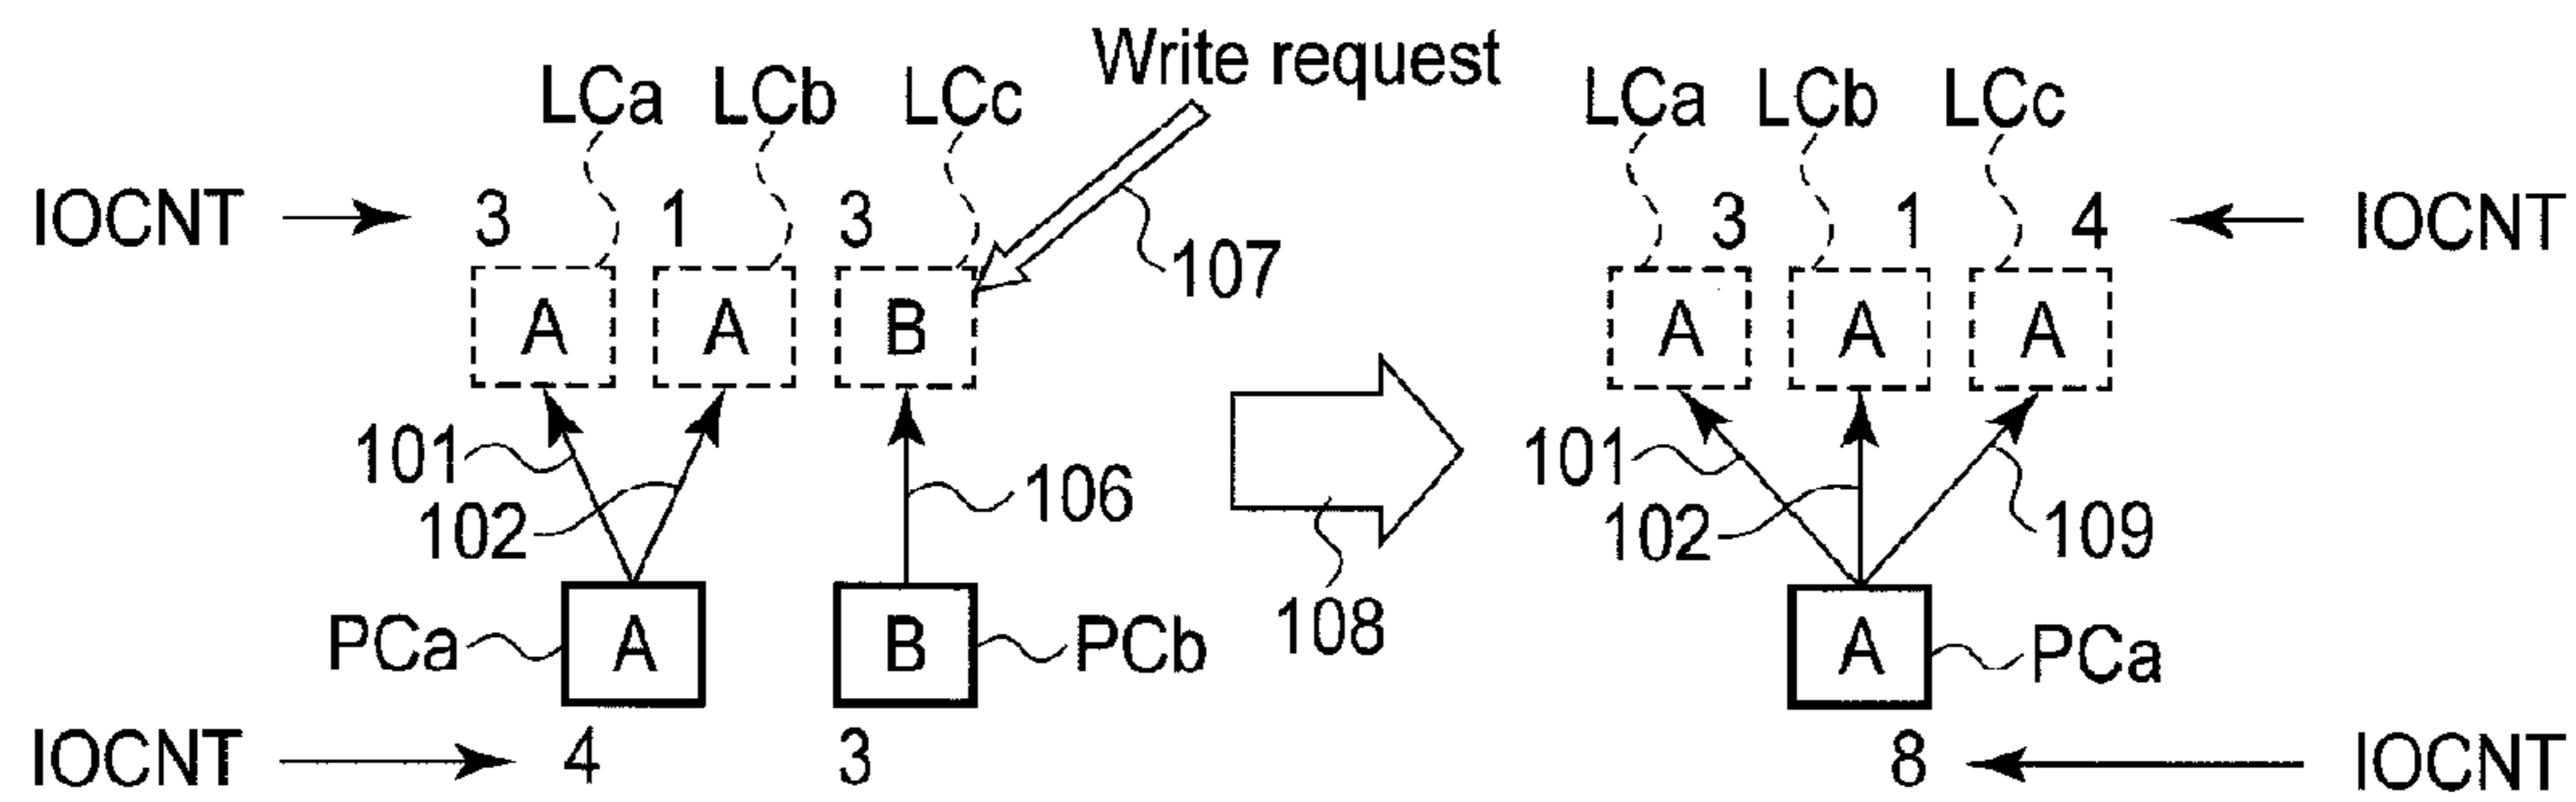 Write request
LCa LCb LCc LCa LCb LCc
IOCNT 3 1 3 107 3 1 4 IOCNT
A A B A A A
101 102 106 108 101 102 109
PCa A B PCb A PCa
IOCNT 4 3 8 IOCNT